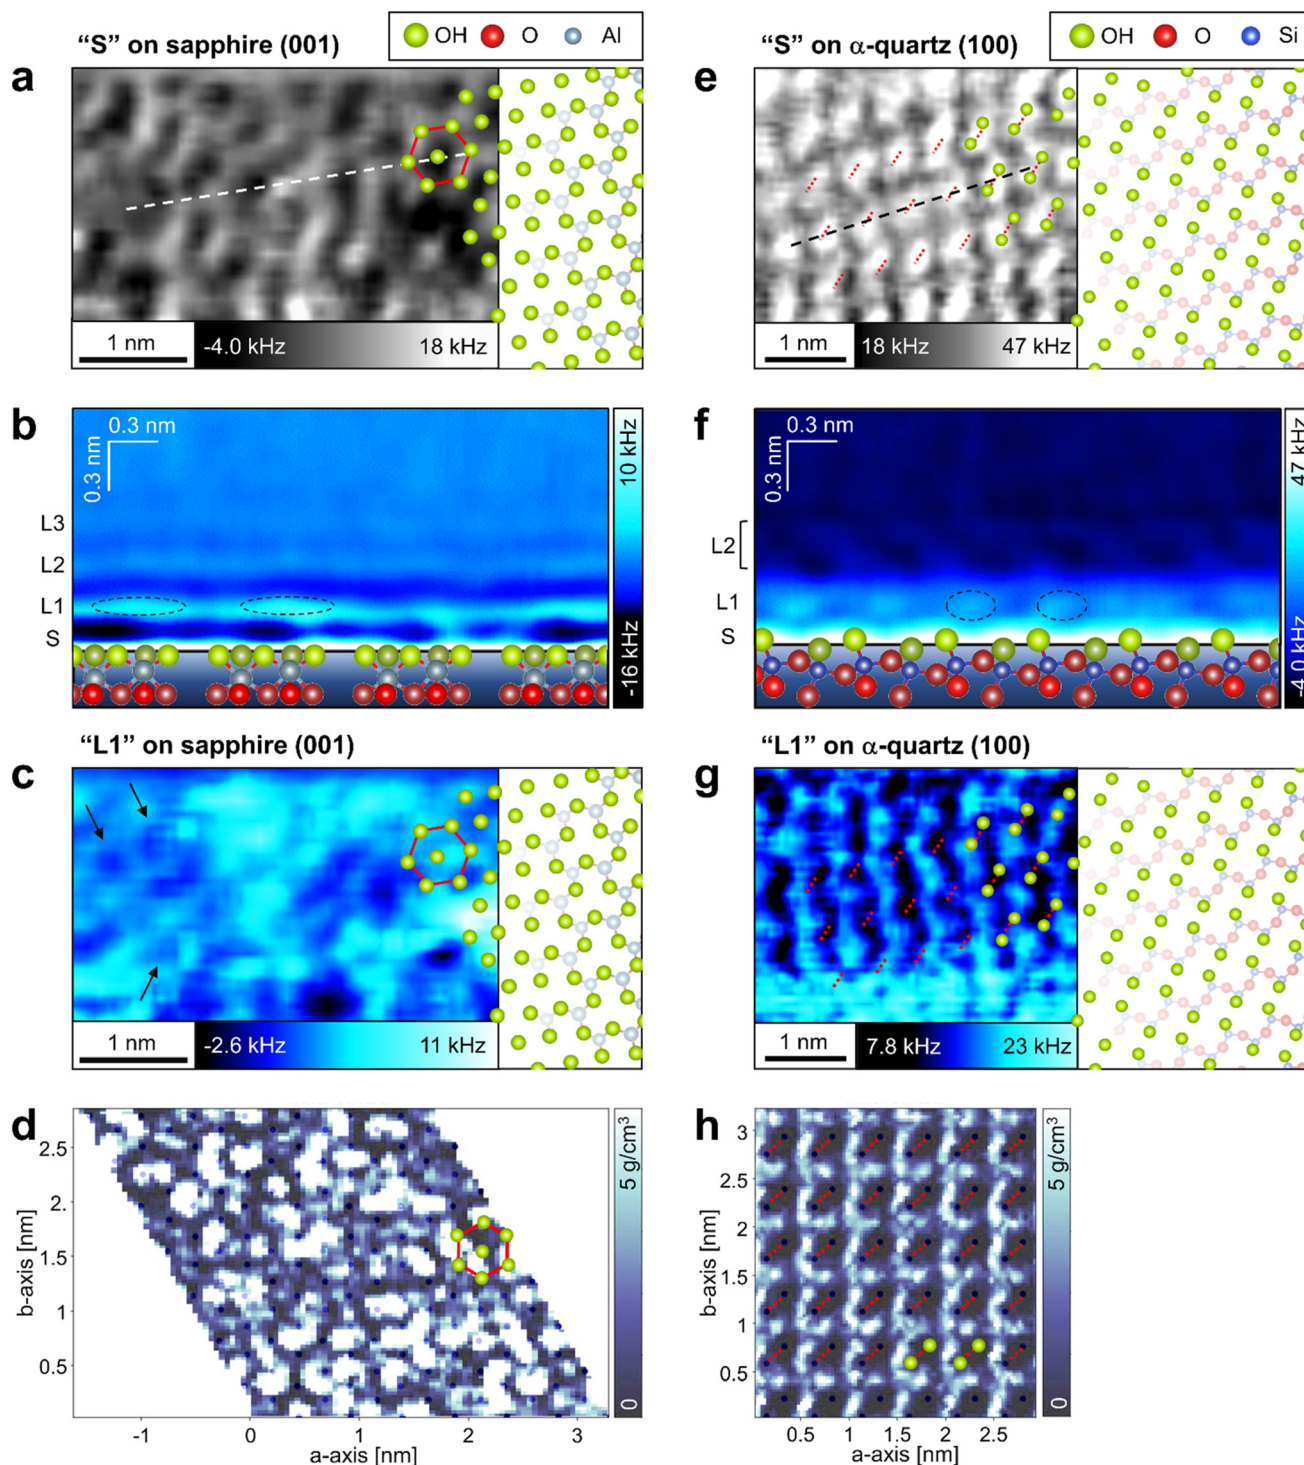 “S” on sapphire (001)
OH O Al
a
1 nm
-4.0 kHz 18 kHz
“S” on α-quartz (100)
OH O Si
e
1 nm
18 kHz 47 kHz
b
0.3 nm
0.3 nm
L3
L2
L1
S
10 kHz
-16 kHz
f
0.3 nm
0.3 nm
L2
L1
S
47 kHz
-4.0 kHz
“L1” on sapphire (001)
c
1 nm
-2.6 kHz 11 kHz
“L1” on α-quartz (100)
g
1 nm
7.8 kHz 23 kHz
d
2.5
2
1.5
1
0.5
b-axis [nm]
-1 0 1 2 3
a-axis [nm]
5 g/cm³
0
h
3
2.5
2
1.5
1
0.5
b-axis [nm]
0.5 1 1.5 2 2.5
a-axis [nm]
5 g/cm³
0